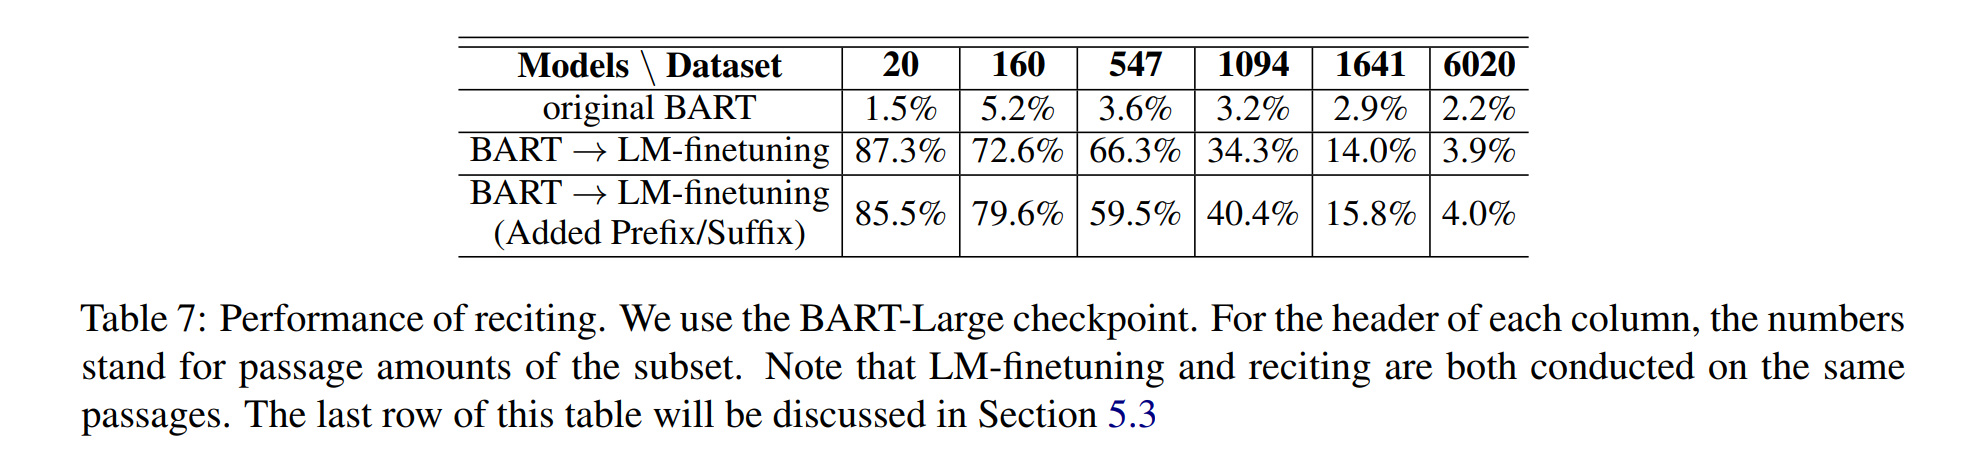 Models \ Dataset 20 160 547 1094 1641 6020
original BART 1.5% 5.2% 3.6% 3.2% 2.9% 2.2%
BART → LM-finetuning 87.3% 72.6% 66.3% 34.3% 14.0% 3.9%
BART → LM-finetuning
(Added Prefix/Suffix) 85.5% 79.6% 59.5% 40.4% 15.8% 4.0%
Table 7: Performance of reciting. We use the BART-Large checkpoint. For the header of each column, the numbers
stand for passage amounts of the subset. Note that LM-finetuning and reciting are both conducted on the same
passages. The last row of this table will be discussed in Section 5.3